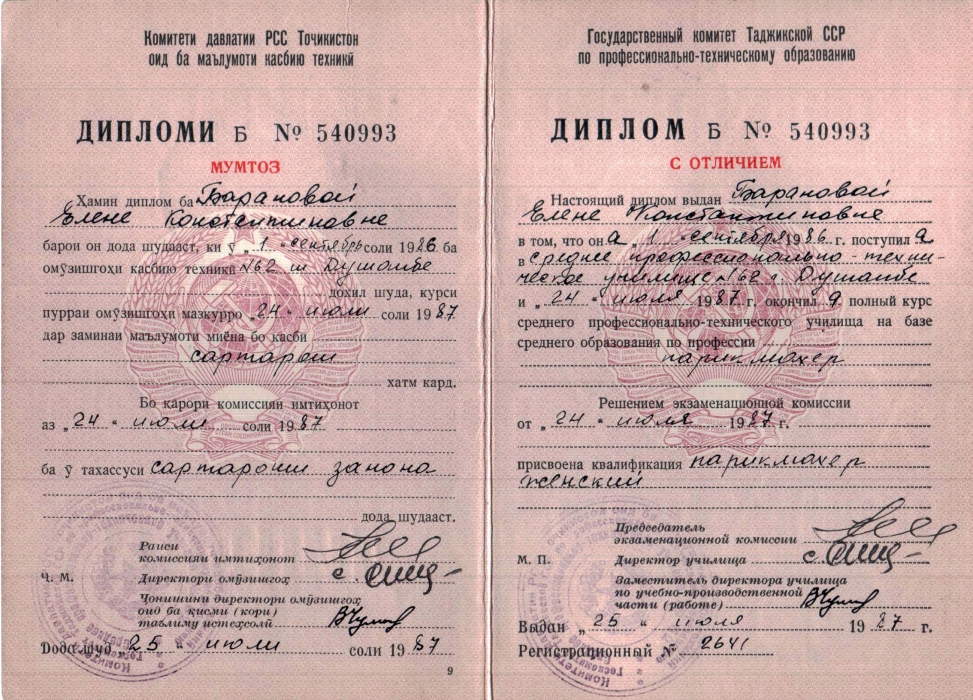 Комитети давлатии РСС Тоҷикистон
оид ба маълумоти касбию техникӣ
ДИПЛОМИ Б № 540993
МУМТОЗ
Ҳамин диплом ба Барановой
Елене Константиновне
барои он дода шудааст, ки ӯ „1 “ сентябрь соли 1986 ба
омӯзишгоҳи касбию техникӣ №62 ш Душанбе
дохил шуда, курси
пурраи омӯзишгоҳи мазкурро „24“ июли соли 1987
дар заминаи маълумоти миёна бо касби
сартарош
хатм кард.
Бо қарори комиссияи имтиҳонот
аз „24 “ июли соли 1987
ба ӯ тахассуси сартароши занона
дода шудааст.
Раиси
комиссияи имтиҳонот
Ҷ. М. Директори омӯзишгоҳ
Ҷонишини директори омӯзишгоҳ
оид ба қисми (кори)
таълиму истеҳсолӣ
Дода шуд 25 июли соли 1987
9
Государственный комитет Таджикской ССР
по профессионально-техническому образованию
ДИПЛОМ Б № 540993
С ОТЛИЧИЕМ
Настоящий диплом выдан Барановой
Елене Константиновне
в том, что она „1 “ сентября 1986 г. поступила
в среднее профессионально-техни-
ческое училище №62 г. Душанбе
и „24 “ июля 1987 г. окончила полный курс
среднего профессионально-технического училища на базе
среднего образования по профессии
парикмахер
Решением экзаменационной комиссии
от „24 “ июля 1987 г.
присвоена квалификация парикмахер
женский
Председатель
экзаменационной комиссии
М. П. Директор училища
Заместитель директора училища
по учебно-производственной
части (работе)
Выдан „25 “ июля 1987 г.
Регистрационный № 2641